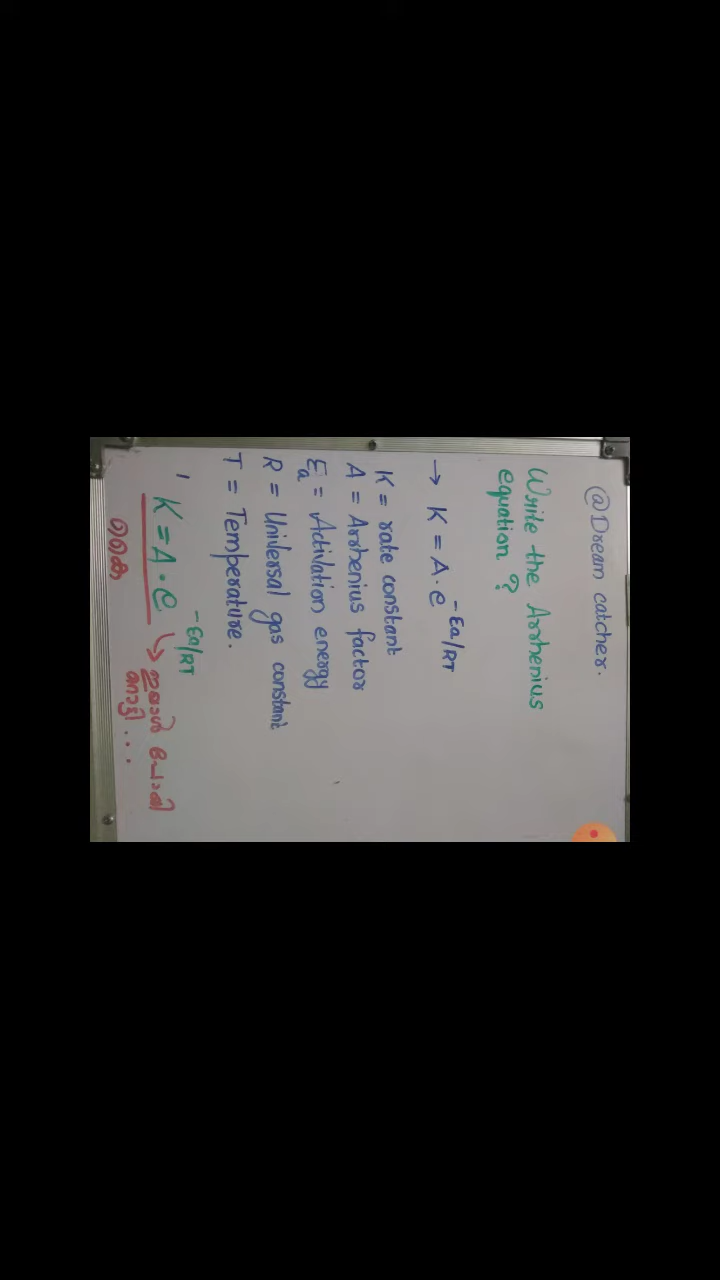 @Dream catcher.
Write the Arrhenius
equation ?
→ K = A · e^-Ea/RT
K = rate constant
A = Arrhenius factor
Ea = Activation energy
R = Universal gas constant
T = Temperature.
K = A · e^-Ea/RT